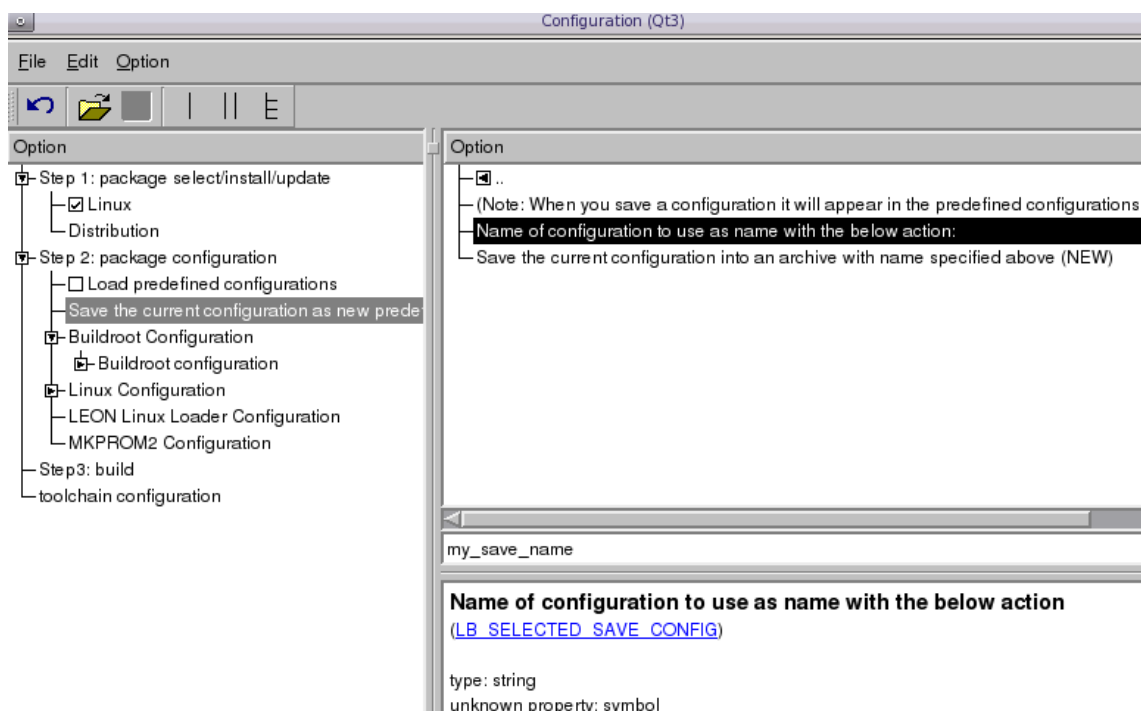 Configuration (Qt3)
File Edit Option
Option
Step 1: package select/install/update
Linux
Distribution
Step 2: package configuration
Load predefined configurations
Save the current configuration as new prede
Buildroot Configuration
Buildroot configuration
Linux Configuration
LEON Linux Loader Configuration
MKPROM2 Configuration
Step3: build
toolchain configuration
Option
..
(Note: When you save a configuration it will appear in the predefined configurations
Name of configuration to use as name with the below action:
Save the current configuration into an archive with name specified above (NEW)
my_save_name
Name of configuration to use as name with the below action
(LB_SELECTED_SAVE_CONFIG)
type: string
unknown property: symbol